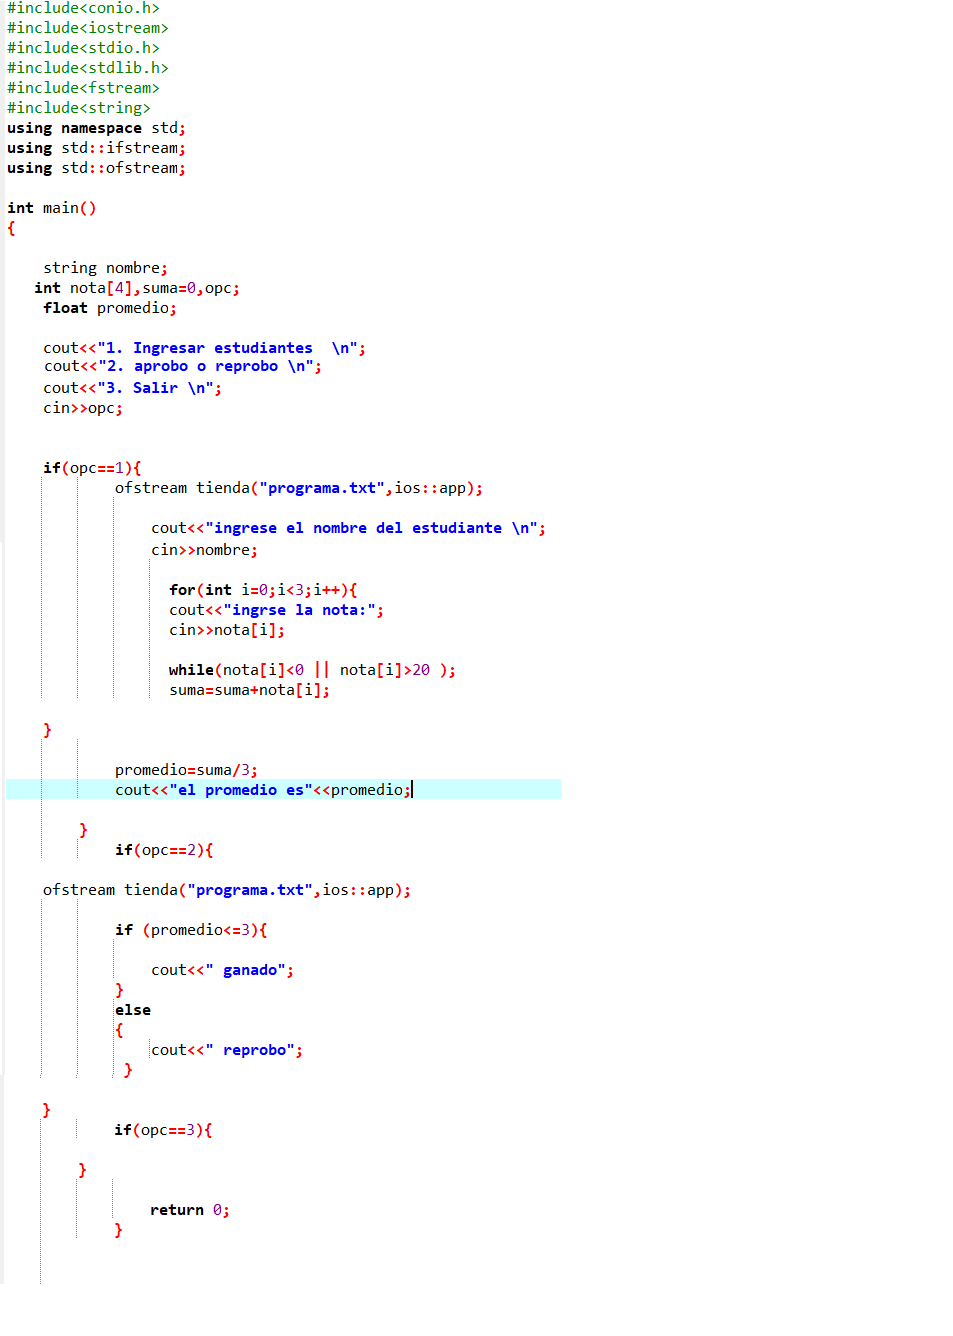 #include<conio.h>
#include<iostream>
#include<stdio.h>
#include<stdlib.h>
#include<fstream>
#include<string>
using namespace std;
using std::ifstream;
using std::ofstream;
int main()
{
string nombre;
int nota[4],suma=0,opc;
float promedio;
cout<<"1. Ingresar estudiantes  \n";
cout<<"2. aprobo o reprobo \n";
cout<<"3. Salir \n";
cin>>opc;
if(opc==1){
ofstream tienda("programa.txt",ios::app);
cout<<"ingrese el nombre del estudiante \n";
cin>>nombre;
for(int i=0;i<3;i++){
cout<<"ingrse la nota:";
cin>>nota[i];
while(nota[i]<0 || nota[i]>20 );
suma=suma+nota[i];
}
promedio=suma/3;
cout<<"el promedio es"<<promedio;
}
if(opc==2){
ofstream tienda("programa.txt",ios::app);
if (promedio<=3){
cout<<" ganado";
}
else
{
cout<<" reprobo";
}
}
if(opc==3){
}
return 0;
}